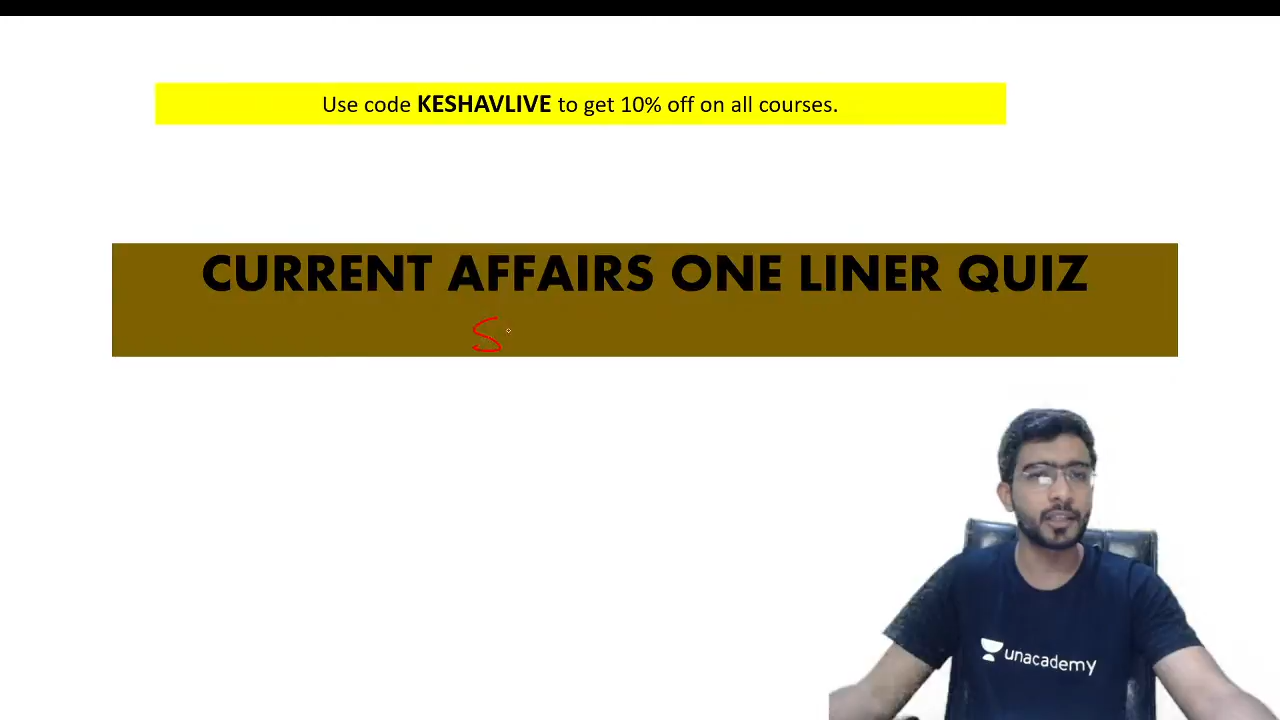 Use code KESHAVLIVE to get 10% off on all courses.
CURRENT AFFAIRS ONE LINER QUIZ
S
unacademy